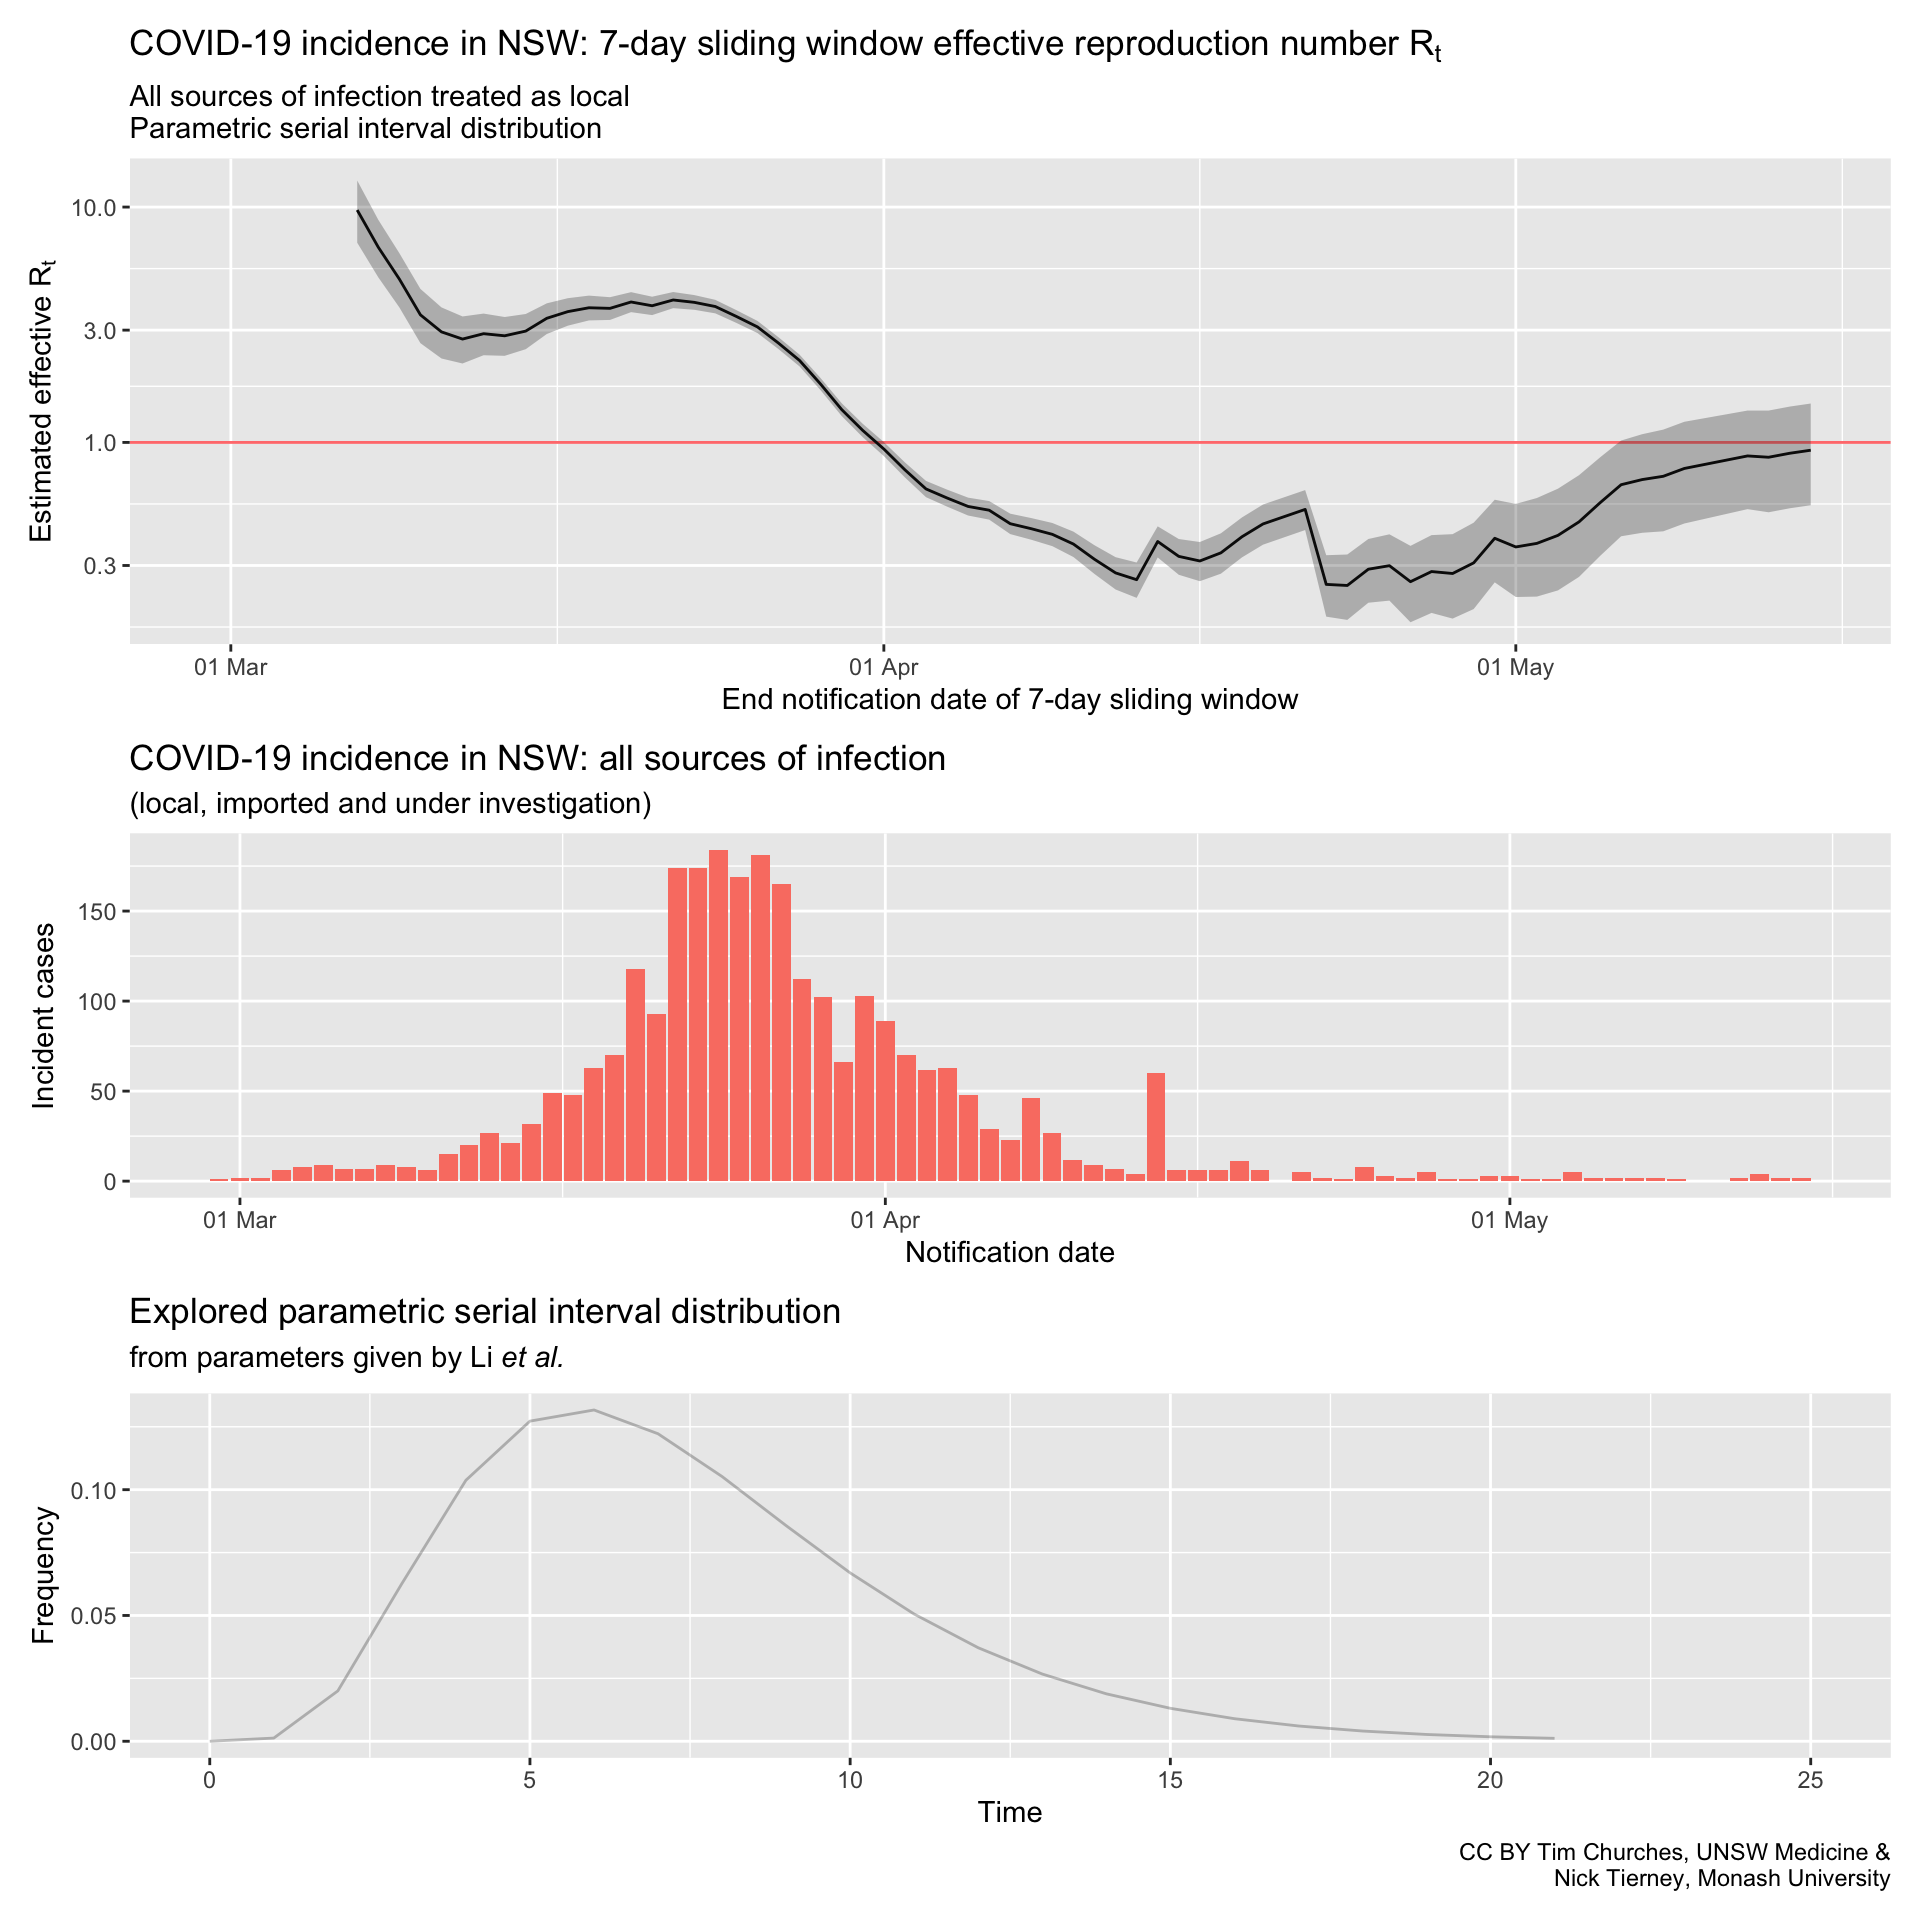 COVID-19 incidence in NSW: 7-day sliding window effective reproduction number Rt
All sources of infection treated as local
Parametric serial interval distribution
Estimated effective Rt
10.0
3.0
1.0
0.3
01 Mar
01 Apr
01 May
End notification date of 7-day sliding window
COVID-19 incidence in NSW: all sources of infection
(local, imported and under investigation)
Incident cases
150
100
50
0
01 Mar
01 Apr
01 May
Notification date
Explored parametric serial interval distribution
from parameters given by Li et al.
Frequency
0.10
0.05
0.00
0
5
10
15
20
25
Time
CC BY Tim Churches, UNSW Medicine &
Nick Tierney, Monash University